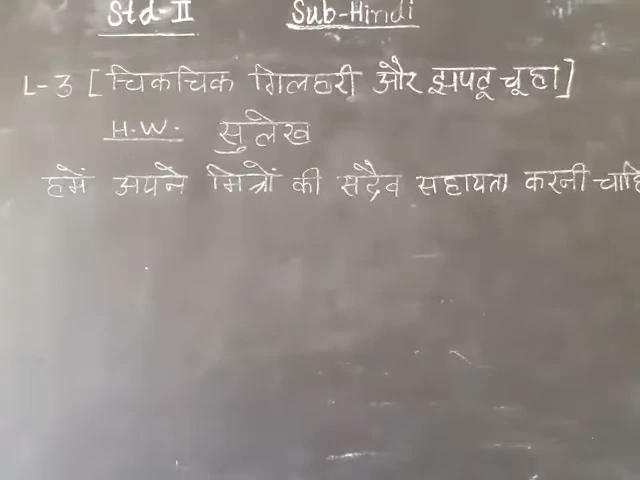 Std-II Sub-Hindi
L-3 [चिकचिक गिलहरी और झपटू चूहा]
H.W. सुलेख
हमें अपने मित्रों की सदैव सहायता करनी चाहि